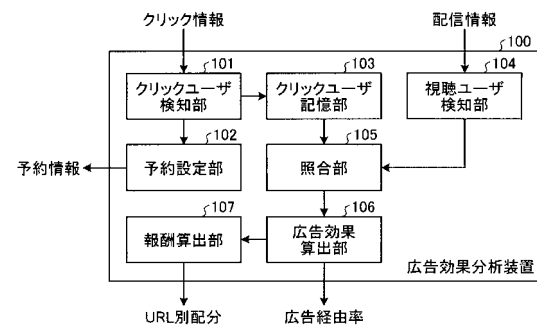 クリック情報
配信情報
100
101
クリックユーザ
検知部
103
クリックユーザ
記憶部
104
視聴ユーザ
検知部
102
予約設定部
予約情報
105
照合部
107
報酬算出部
106
広告効果
算出部
広告効果分析装置
URL別配分
広告経由率